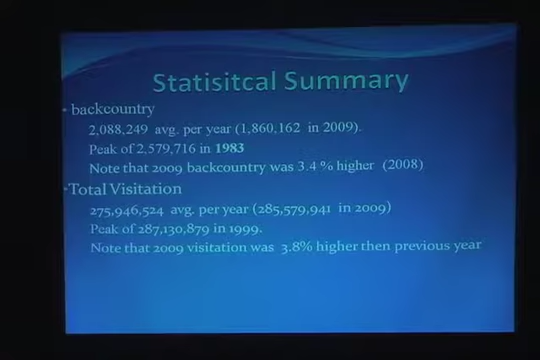 Statisitcal Summary
• backcountry
2,088,249 avg. per year (1,860,162 in 2009).
Peak of 2,579,716 in 1983
Note that 2009 backcountry was 3.4 % higher (2008)
•Total Visitation
275,946,524 avg. per year (285,579,941 in 2009)
Peak of 287,130,879 in 1999.
Note that 2009 visitation was 3.8% higher then previous year